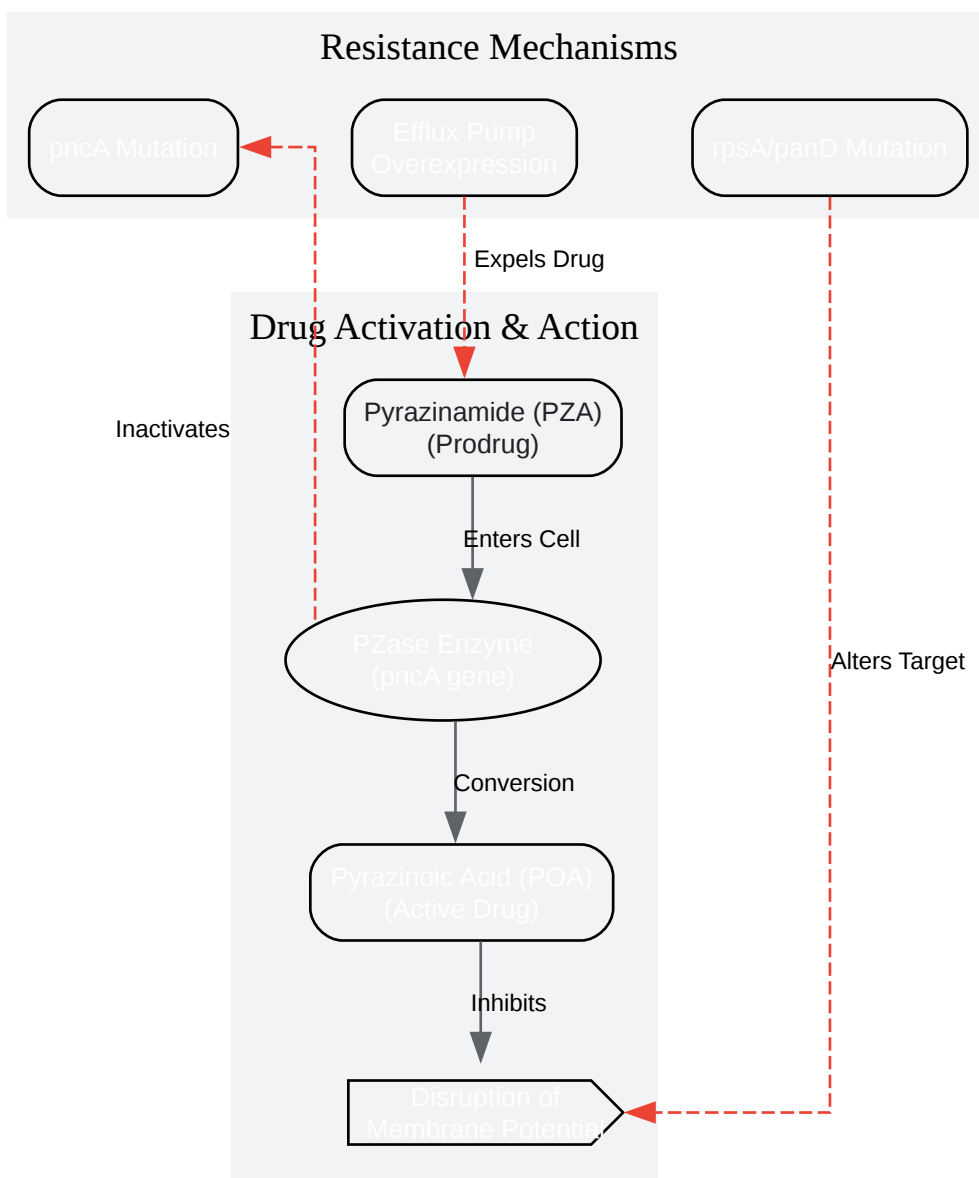 Resistance Mechanisms
pncA Mutation
Efflux Pump
Overexpression
rpsA/panD Mutation
Expels Drug
Drug Activation & Action
Pyrazinamide (PZA)
(Prodrug)
Inactivates
Enters Cell
PZase Enzyme
(pncA gene)
Alters Target
Conversion
Pyrazinoic Acid (POA)
(Active Drug)
Inhibits
Disruption of
Membrane Potential